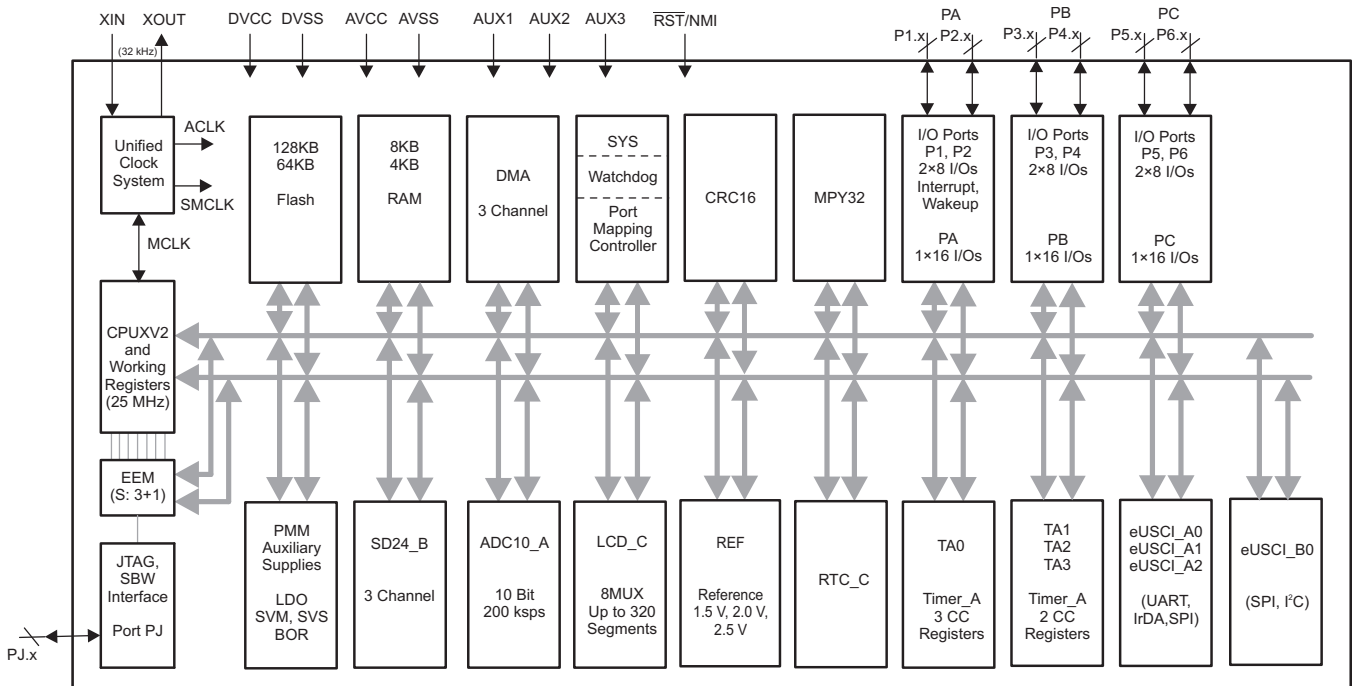 XIN XOUT DVCC DVSS AVCC AVSS AUX1 AUX2 AUX3 RST/NMI PA PB PC
P1.x P2.x P3.x P4.x P5.x P6.x
(32 kHz)
Unified
Clock
System
ACLK
SMCLK
MCLK
128KB
64KB
Flash
8KB
4KB
RAM
DMA
3 Channel
SYS
Watchdog
Port
Mapping
Controller
CRC16
MPY32
I/O Ports
P1, P2
2×8 I/Os
Interrupt,
Wakeup
PA
1×16 I/Os
I/O Ports
P3, P4
2×8 I/Os
PB
1×16 I/Os
I/O Ports
P5, P6
2×8 I/Os
PC
1×16 I/Os
CPUXV2
and
Working
Registers
(25 MHz)
EEM
(S: 3+1)
JTAG,
SBW
Interface
Port PJ
PJ.x
PMM
Auxiliary
Supplies
LDO
SVM, SVS
BOR
SD24_B
3 Channel
ADC10_A
10 Bit
200 ksps
LCD_C
8MUX
Up to 320
Segments
REF
Reference
1.5 V, 2.0 V,
2.5 V
RTC_C
TA0
Timer_A
3 CC
Registers
TA1
TA2
TA3
Timer_A
2 CC
Registers
eUSCI_A0
eUSCI_A1
eUSCI_A2
(UART,
IrDA,SPI)
eUSCI_B0
(SPI, I²C)